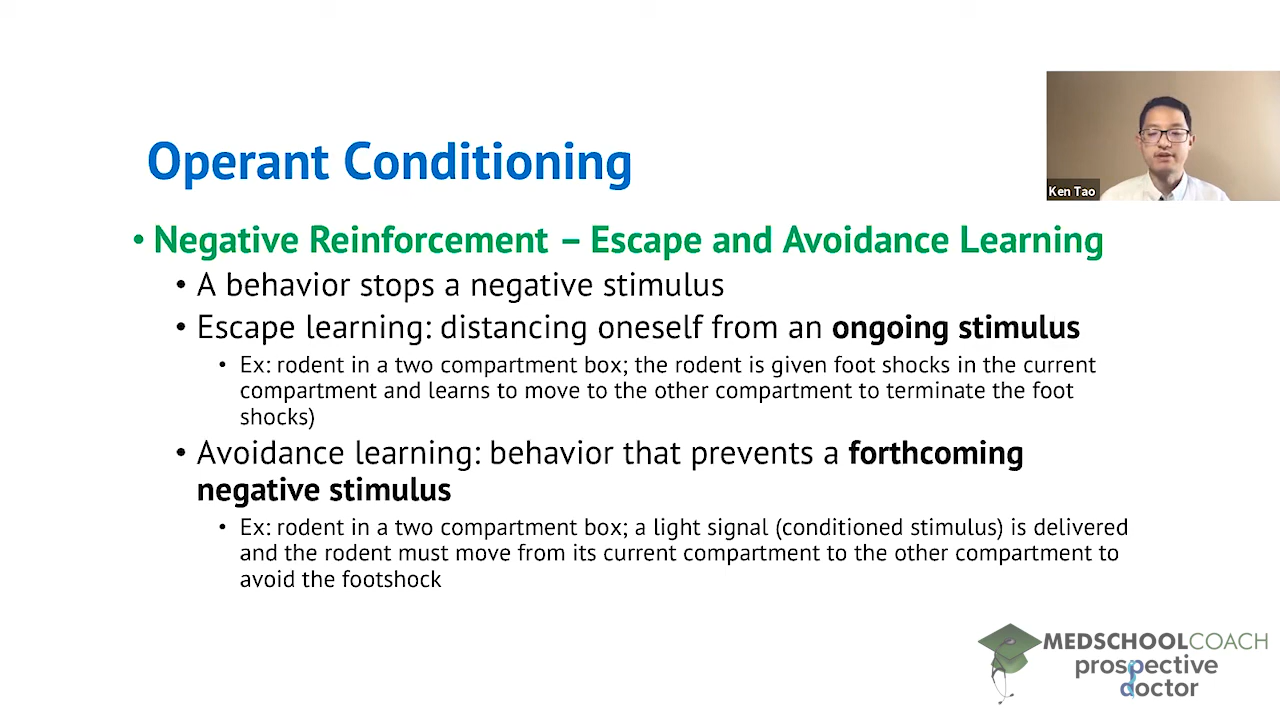 Operant Conditioning
Ken Tao
• Negative Reinforcement – Escape and Avoidance Learning
• A behavior stops a negative stimulus
• Escape learning: distancing oneself from an ongoing stimulus
• Ex: rodent in a two compartment box; the rodent is given foot shocks in the current
compartment and learns to move to the other compartment to terminate the foot
shocks)
• Avoidance learning: behavior that prevents a forthcoming
negative stimulus
• Ex: rodent in a two compartment box; a light signal (conditioned stimulus) is delivered
and the rodent must move from its current compartment to the other compartment to
avoid the footshock
MEDSCHOOLCOACH
prospective
doctor